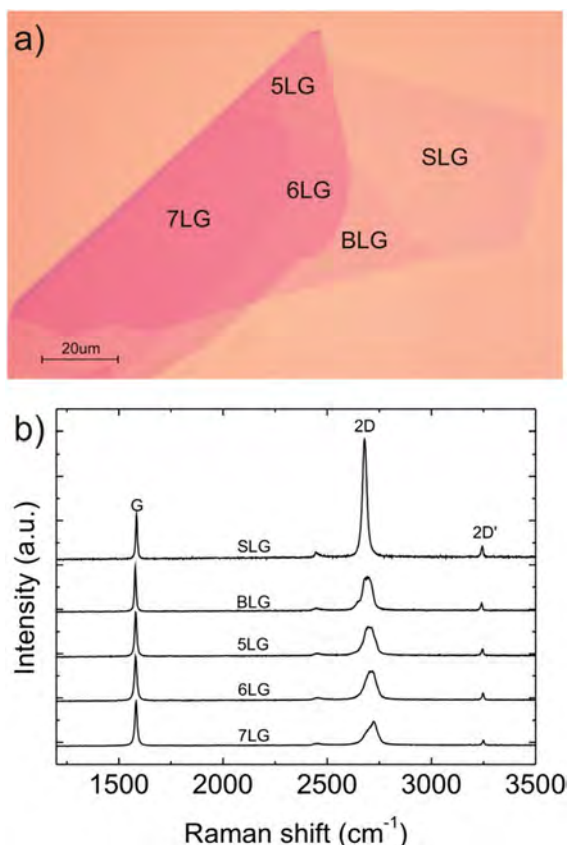 a)
5LG
SLG
6LG
7LG
BLG
20um
b)
2D
G
2D'
SLG
BLG
5LG
6LG
7LG
Intensity (a.u.)
1500 2000 2500 3000 3500
Raman shift (cm⁻¹)